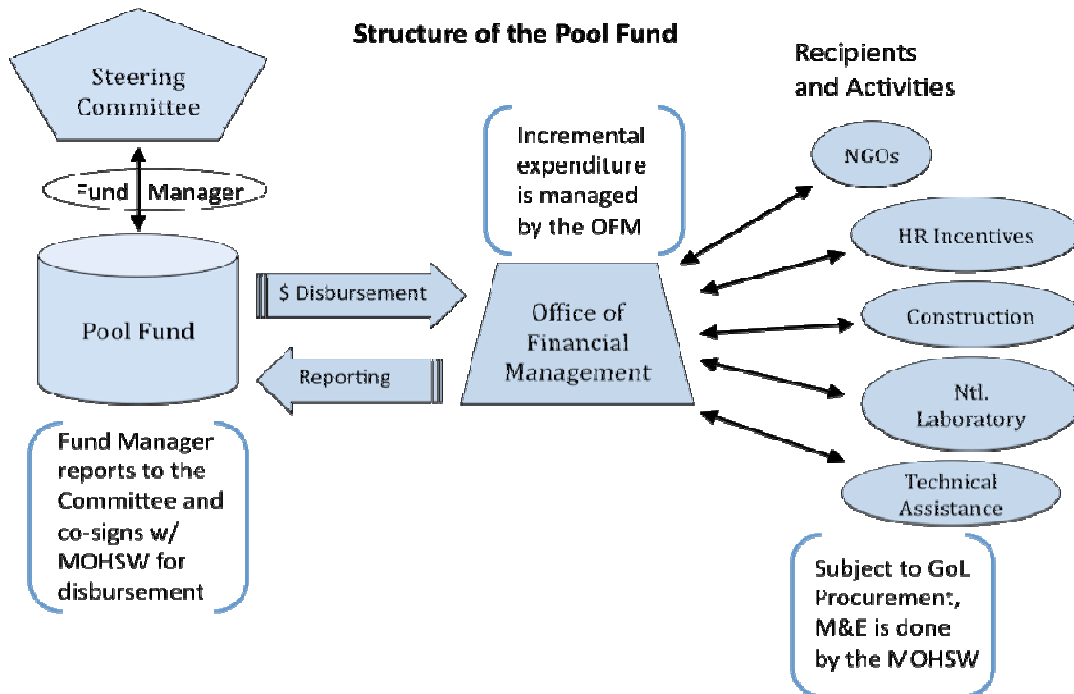 Structure of the Pool Fund
Steering
Committee
Fund Manager
Pool Fund
Fund Manager
reports to the
Committee and
co-signs w/
MOHSW for
disbursement
$ Disbursement
Reporting
Incremental
expenditure
is managed
by the OFM
Office of
Financial
Management
Recipients
and Activities
NGOs
HR Incentives
Construction
Ntl.
Laboratory
Technical
Assistance
Subject to GoL
Procurement,
M&E is done
by the MOHSW